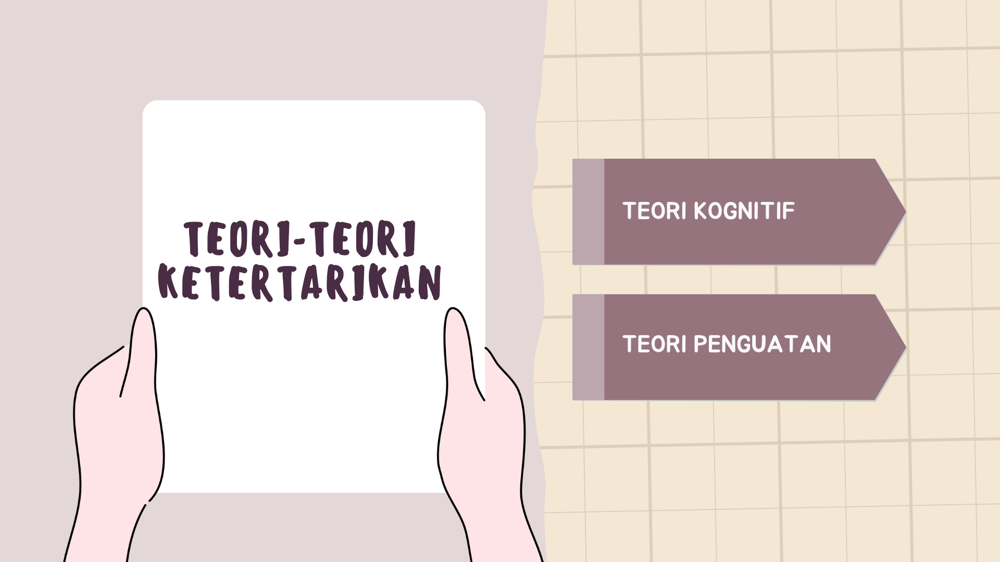 TEORI-TEORI
KETERTARIKAN
TEORI KOGNITIF
TEORI PENGUATAN